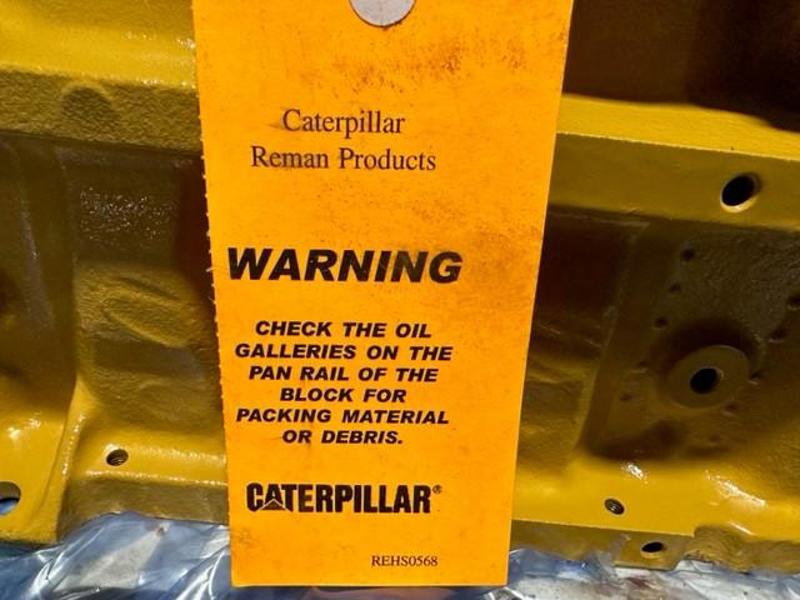 Caterpillar
Reman Products
WARNING
CHECK THE OIL
GALLERIES ON THE
PAN RAIL OF THE
BLOCK FOR
PACKING MATERIAL
OR DEBRIS.
CATERPILLAR®
REHS0568